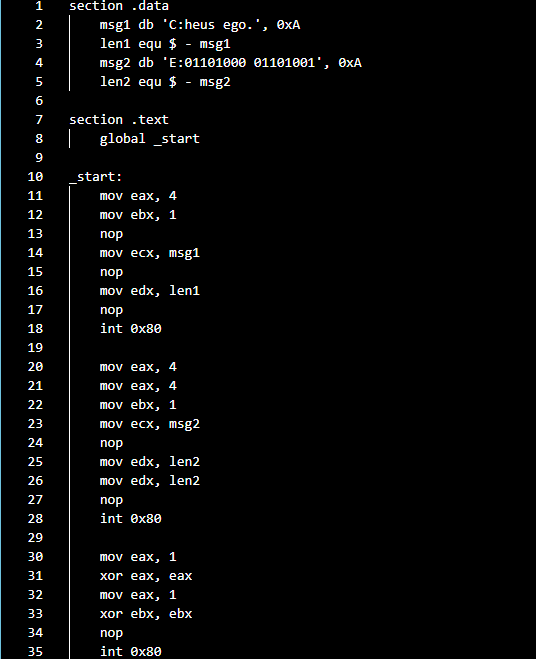 1 section .data
2 msg1 db 'C:heus ego.', 0xA
3 len1 equ $ - msg1
4 msg2 db 'E:01101000 01101001', 0xA
5 len2 equ $ - msg2
6
7 section .text
8 global _start
9
10 _start:
11 mov eax, 4
12 mov ebx, 1
13 nop
14 mov ecx, msg1
15 nop
16 mov edx, len1
17 nop
18 int 0x80
19
20 mov eax, 4
21 mov eax, 4
22 mov ebx, 1
23 mov ecx, msg2
24 nop
25 mov edx, len2
26 mov edx, len2
27 nop
28 int 0x80
29
30 mov eax, 1
31 xor eax, eax
32 mov eax, 1
33 xor ebx, ebx
34 nop
35 int 0x80